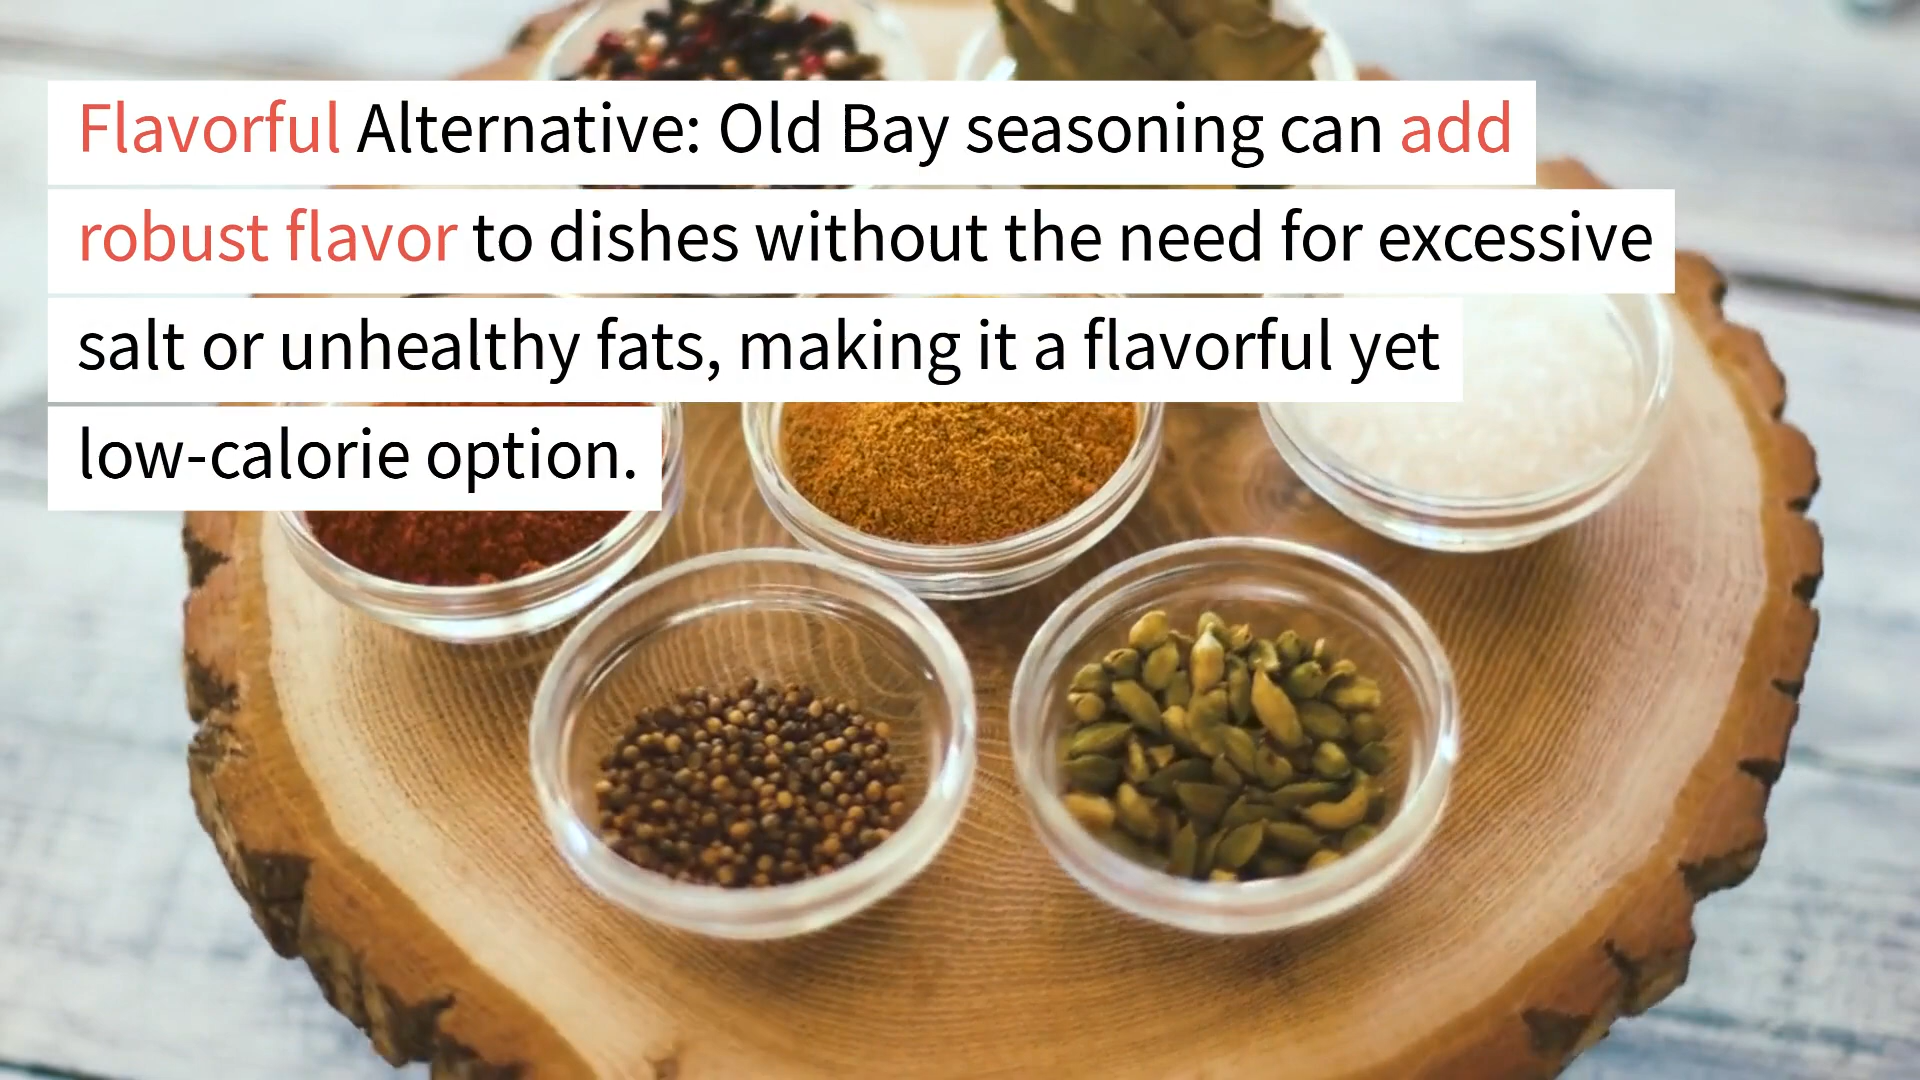 Flavorful Alternative: Old Bay seasoning can add
robust flavor to dishes without the need for excessive
salt or unhealthy fats, making it a flavorful yet
low-calorie option.